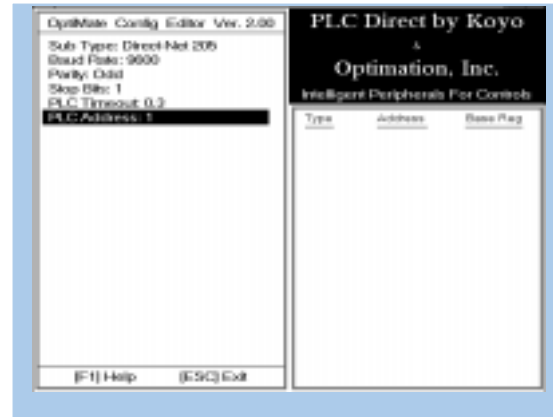 OptiMate Config Editor Ver. 2.00
Sub Type: Direct-Net 205
Baud Rate: 9600
Parity: Odd
Stop Bits: 1
PLC Timeout: 0.3
PLC Address: 1
[F1] Help [ESC] Exit
PLC Direct by Koyo
&
Optimation, Inc.
Intelligent Peripherals For Controls
Type Address Base Reg